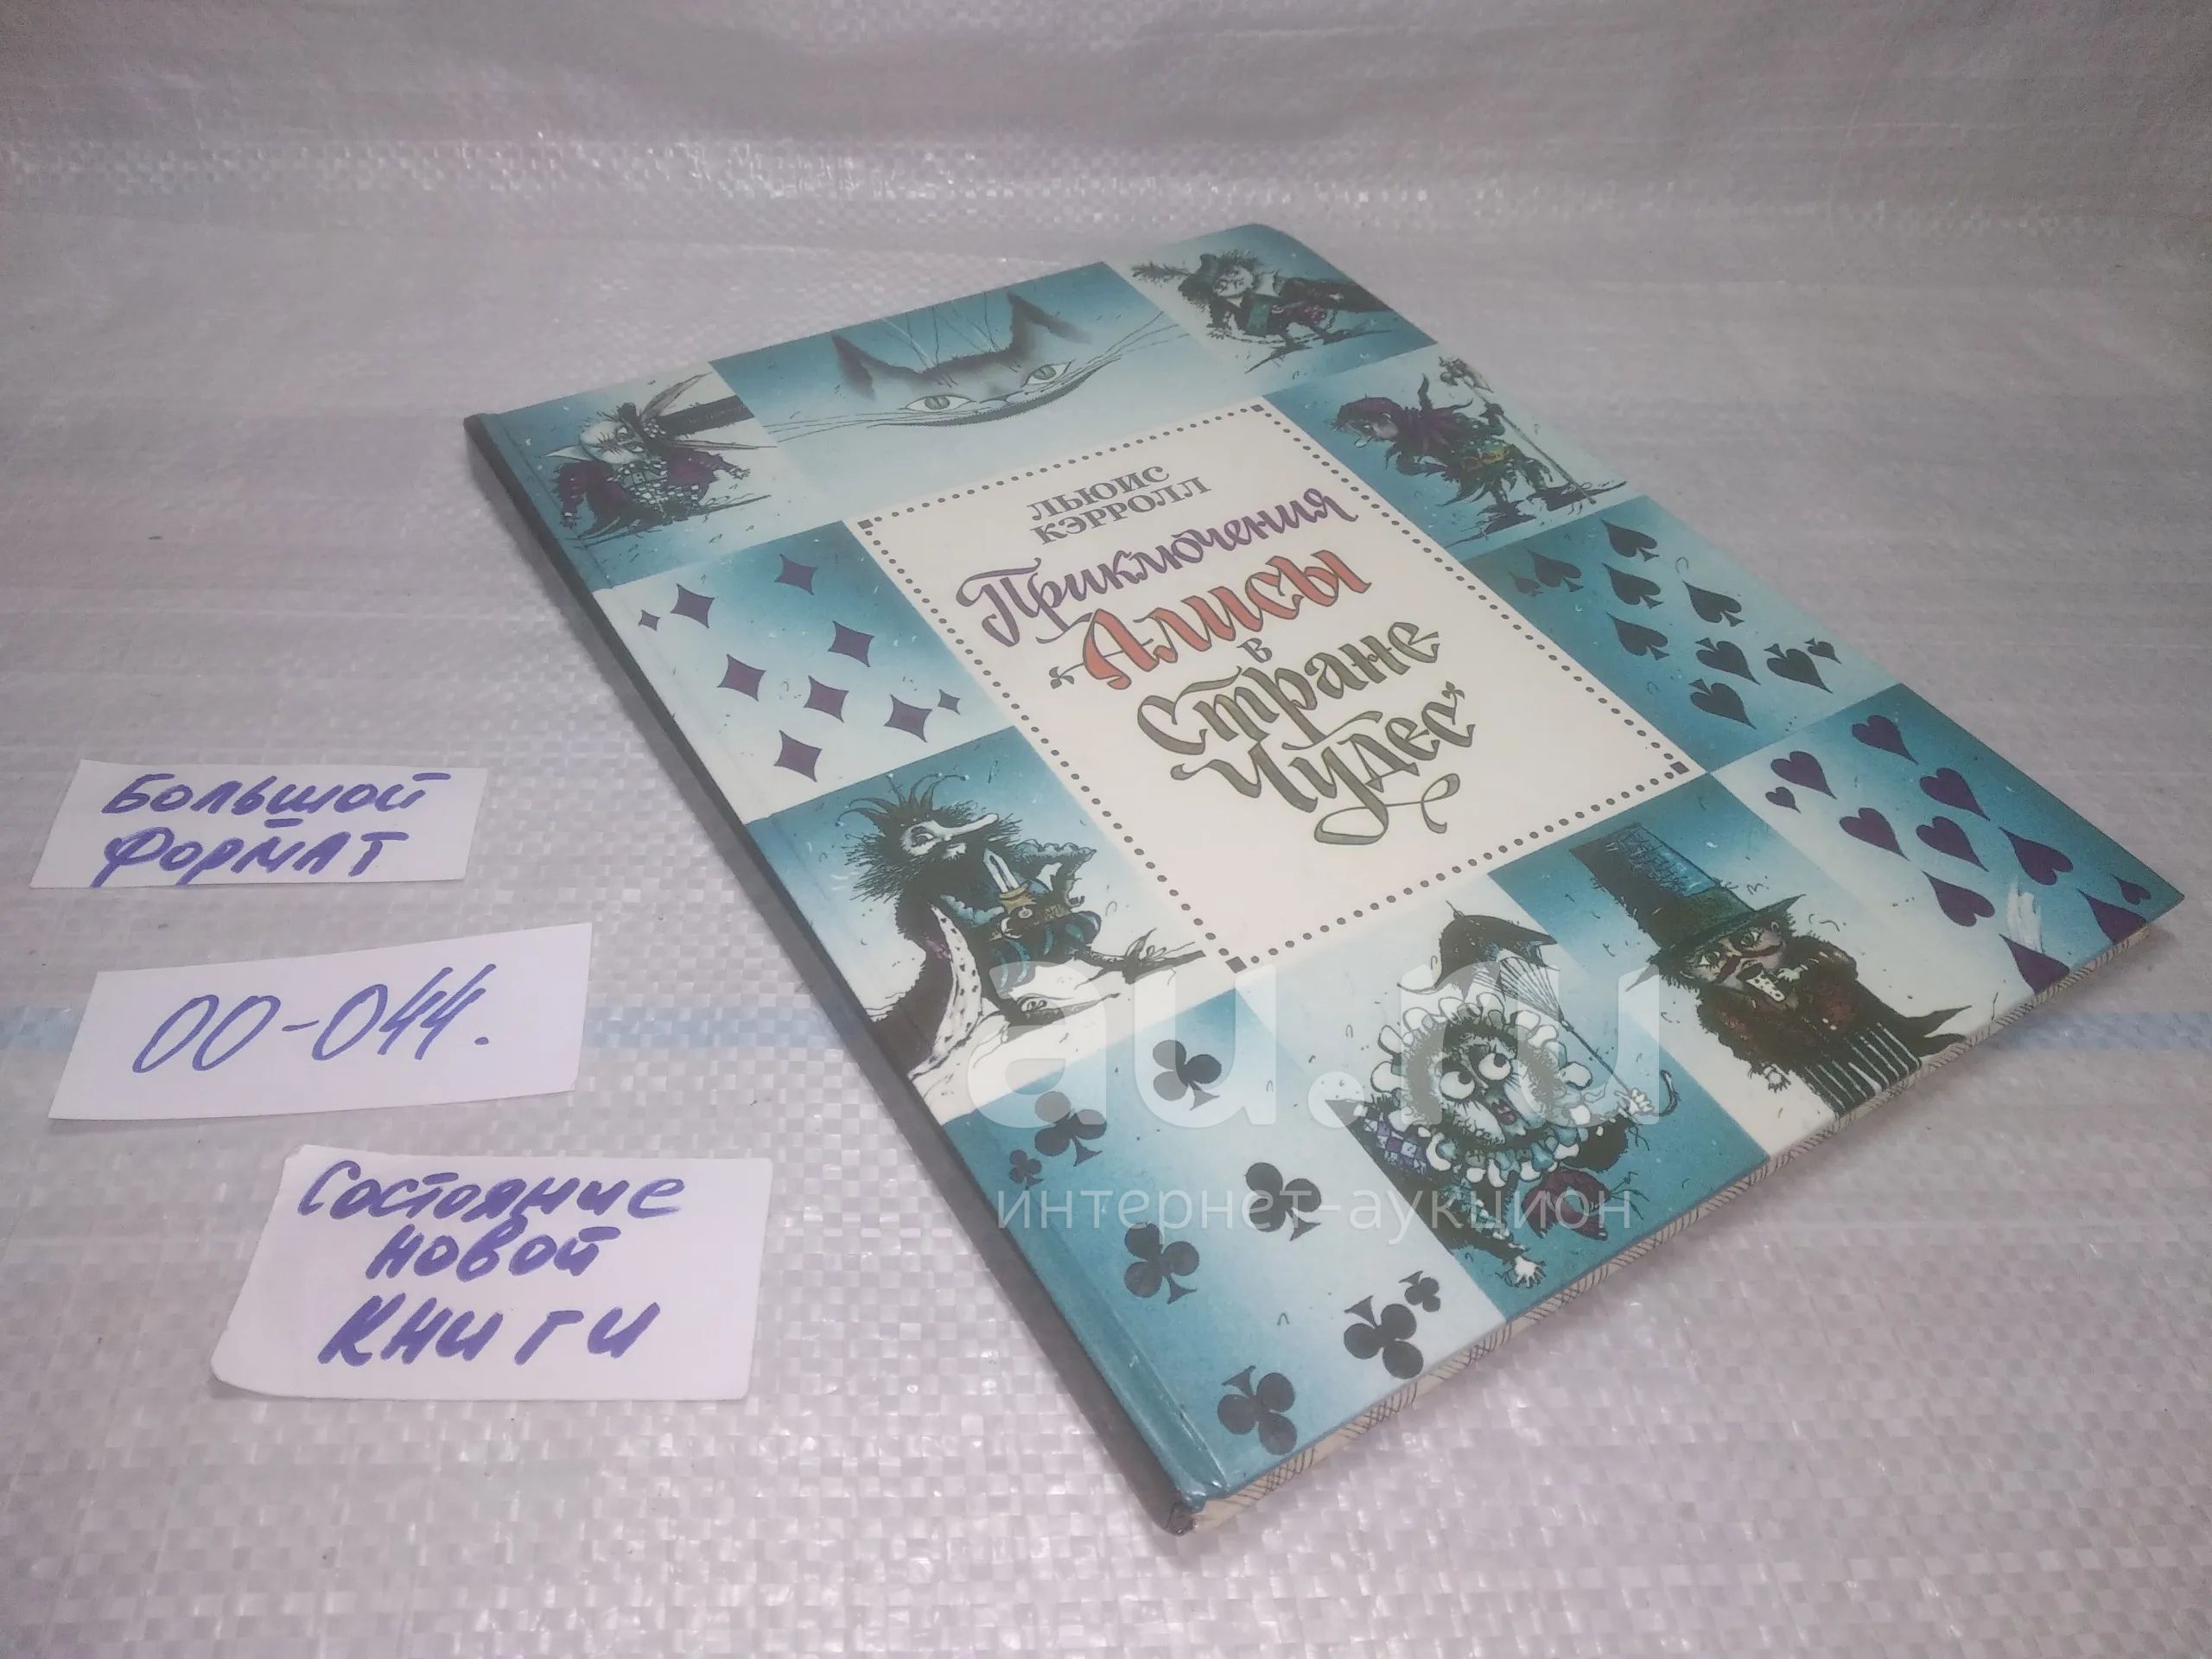 ЛЬЮИС
КЭРРОЛЛ
Приключения
Алисы
в
Стране
Чудес
Большой
формат
00-044.
Состояние
новой
книги
au.ru
интернет-аукцион